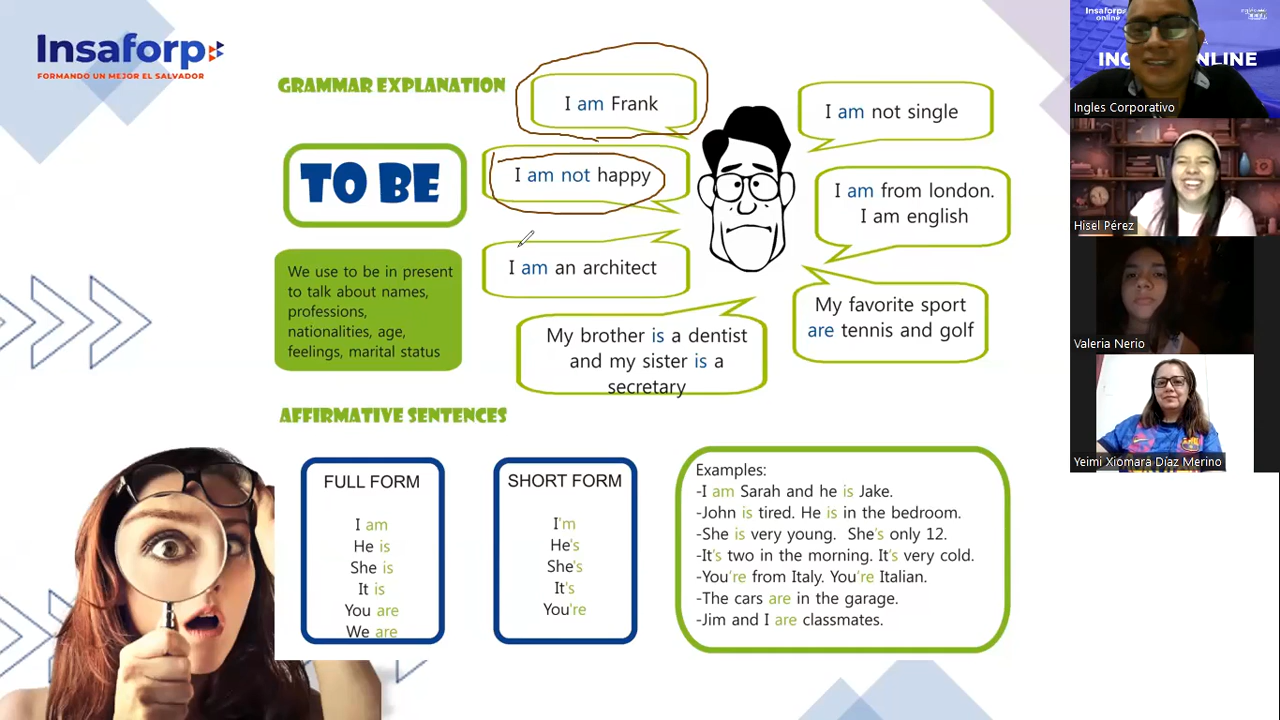 Insaforp
FORMANDO UN MEJOR EL SALVADOR
GRAMMAR EXPLANATION
TO BE
We use to be in present
to talk about names,
professions,
nationalities, age,
feelings, marital status
I am Frank
I am not happy
I am an architect
My brother is a dentist
and my sister is a
secretary
I am not single
I am from london.
I am english
My favorite sport
are tennis and golf
AFFIRMATIVE SENTENCES
FULL FORM
I am
He is
She is
It is
You are
We are
SHORT FORM
I'm
He's
She's
It's
You're
Examples:
-I am Sarah and he is Jake.
-John is tired. He is in the bedroom.
-She is very young. She's only 12.
-It's two in the morning. It's very cold.
-You're from Italy. You're Italian.
-The cars are in the garage.
-Jim and I are classmates.
Insaforp
online
ONLINE
Ingles Corporativo
Hisel Pérez
Valeria Nerio
Yeimi Xiomara Díaz Merino